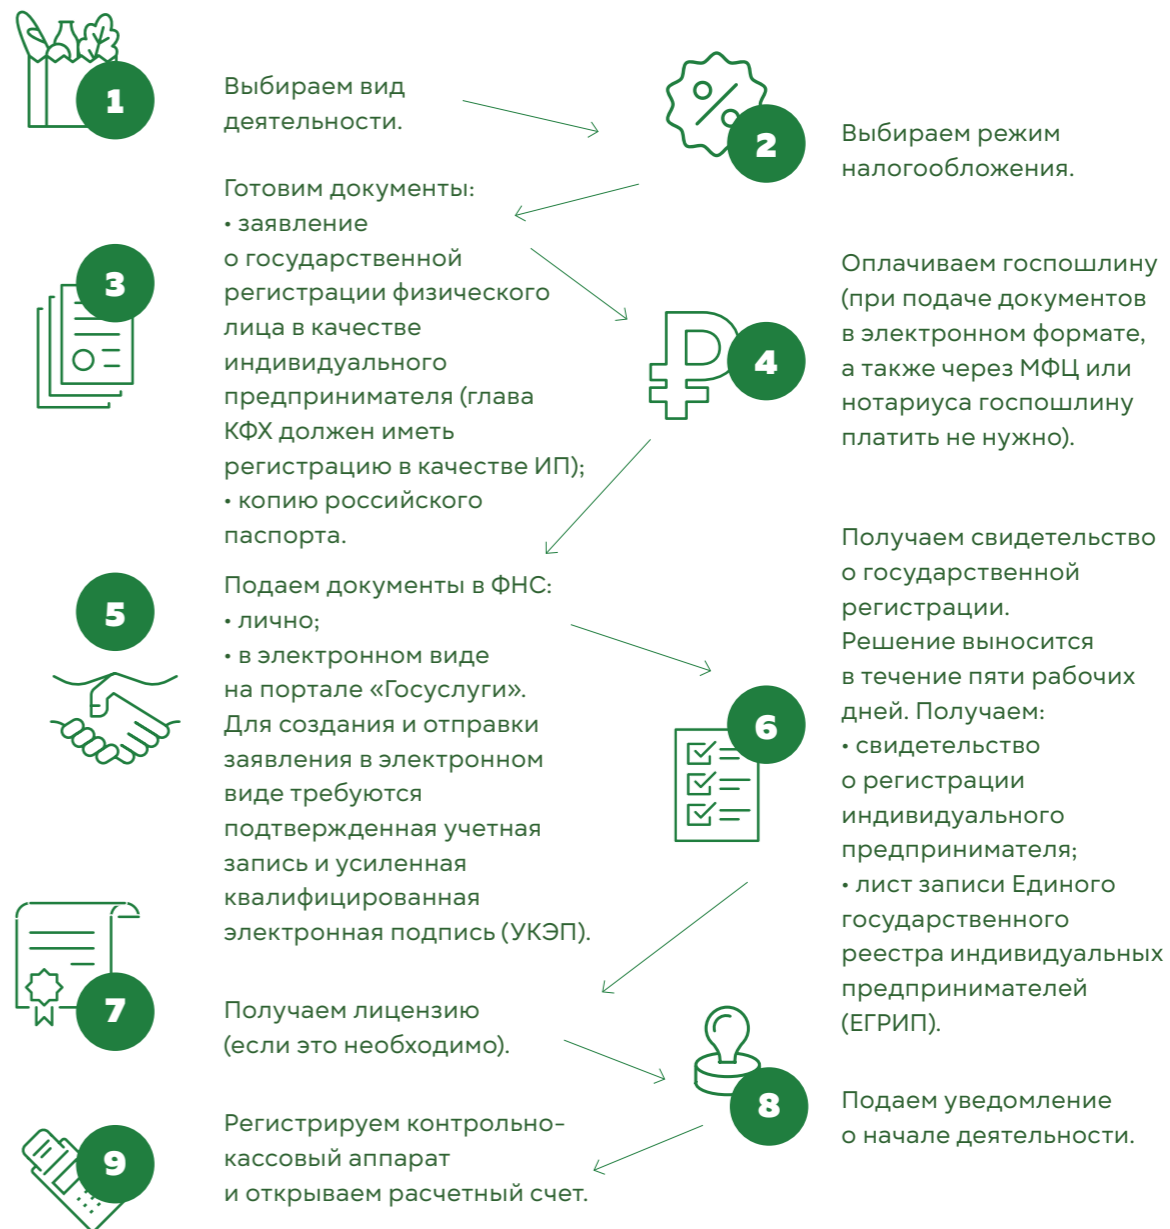 1
Выбираем вид
деятельности.
2
Выбираем режим
налогообложения.
3
Готовим документы:
• заявление
о государственной
регистрации физического
лица в качестве
индивидуального
предпринимателя (глава
КФХ должен иметь
регистрацию в качестве ИП);
• копию российского
паспорта.
4
Оплачиваем госпошлину
(при подаче документов
в электронном формате,
а также через МФЦ или
нотариуса госпошлину
платить не нужно).
5
Подаем документы в ФНС:
• лично;
• в электронном виде
на портале «Госуслуги».
Для создания и отправки
заявления в электронном
виде требуются
подтвержденная учетная
запись и усиленная
квалифицированная
электронная подпись (УКЭП).
6
Получаем свидетельство
о государственной
регистрации.
Решение выносится
в течение пяти рабочих
дней. Получаем:
• свидетельство
о регистрации
индивидуального
предпринимателя;
• лист записи Единого
государственного
реестра индивидуальных
предпринимателей
(ЕГРИП).
7
Получаем лицензию
(если это необходимо).
8
Подаем уведомление
о начале деятельности.
9
Регистрируем контрольно-
кассовый аппарат
и открываем расчетный счет.